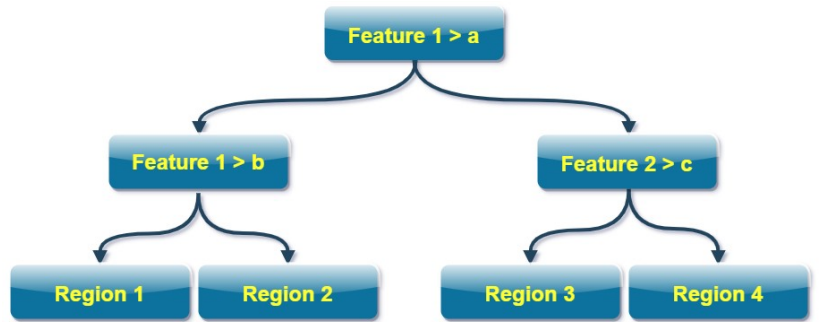 Feature 1 > a
Feature 1 > b
Feature 2 > c
Region 1
Region 2
Region 3
Region 4